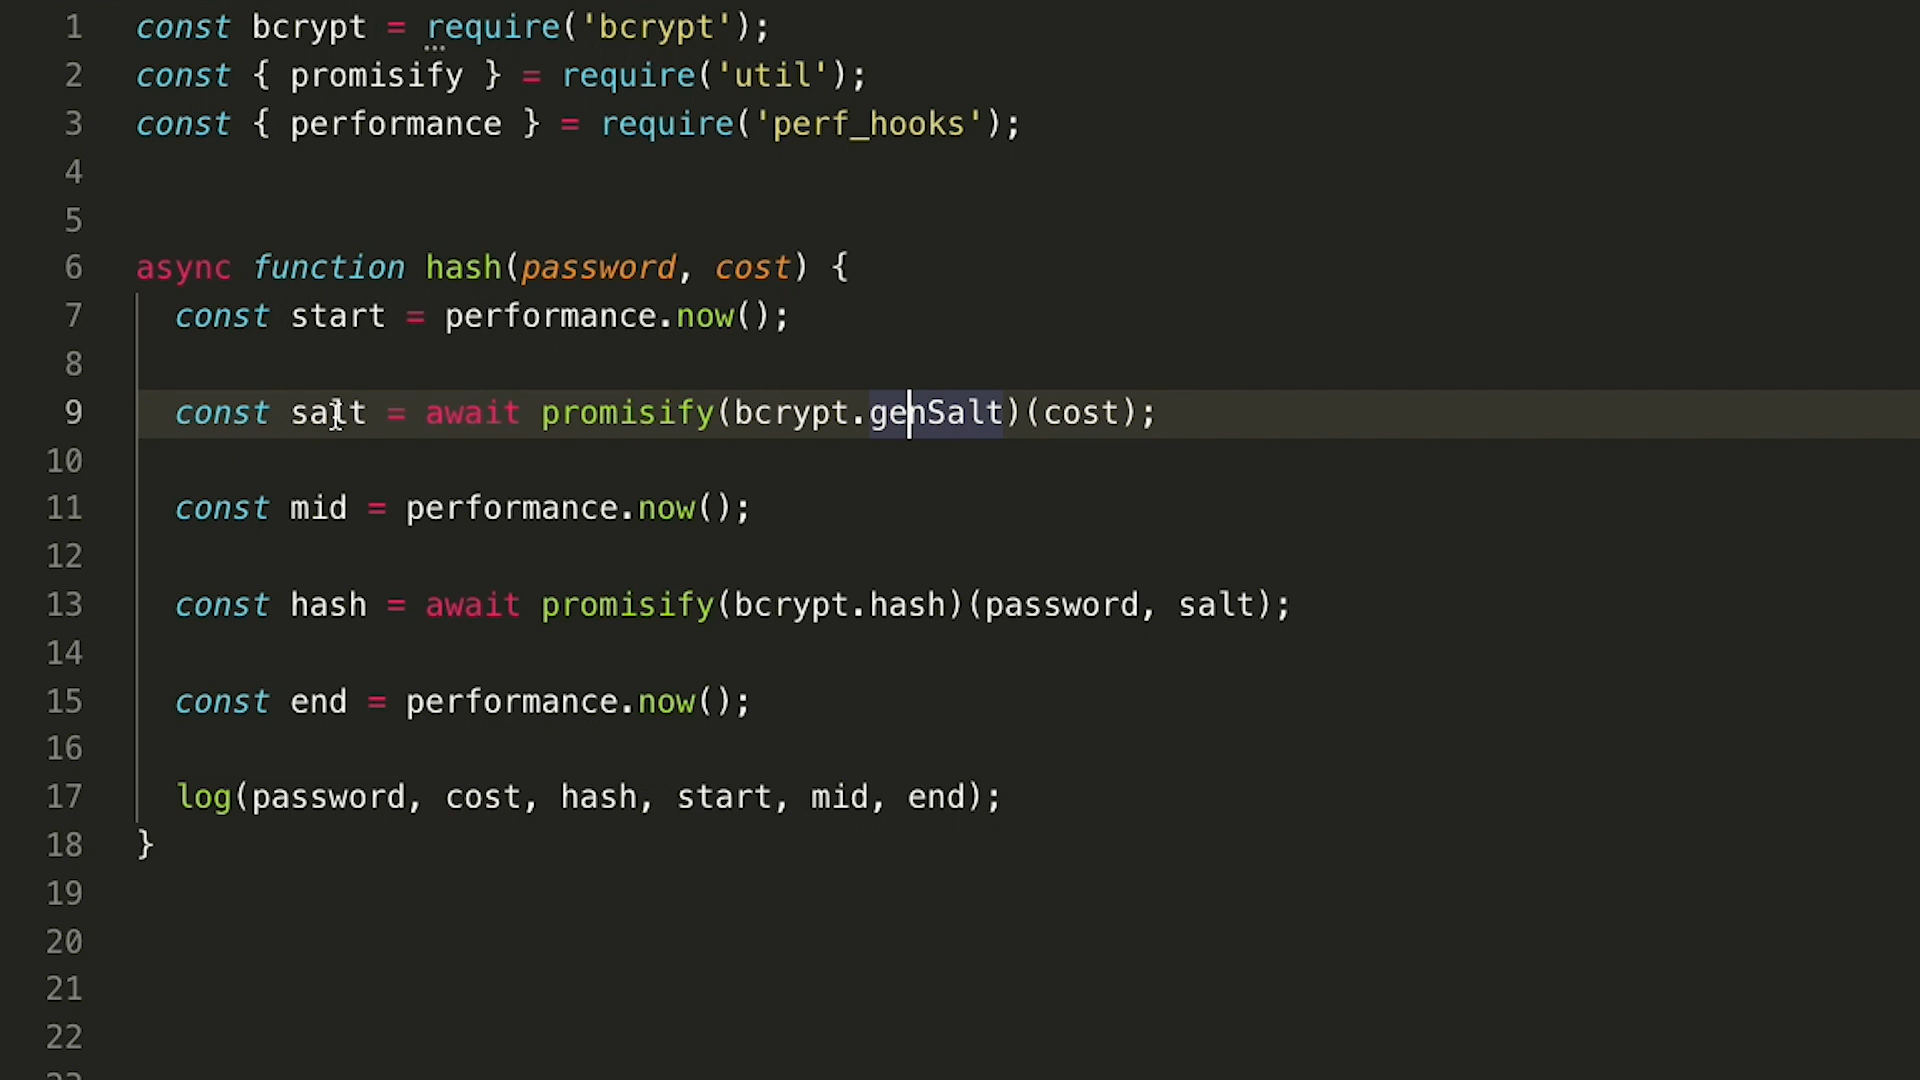 1 const bcrypt = require('bcrypt');
2 const { promisify } = require('util');
3 const { performance } = require('perf_hooks');
4
5
6 async function hash(password, cost) {
7 const start = performance.now();
8
9 const salt = await promisify(bcrypt.genSalt)(cost);
10
11 const mid = performance.now();
12
13 const hash = await promisify(bcrypt.hash)(password, salt);
14
15 const end = performance.now();
16
17 log(password, cost, hash, start, mid, end);
18 }
19
20
21
22